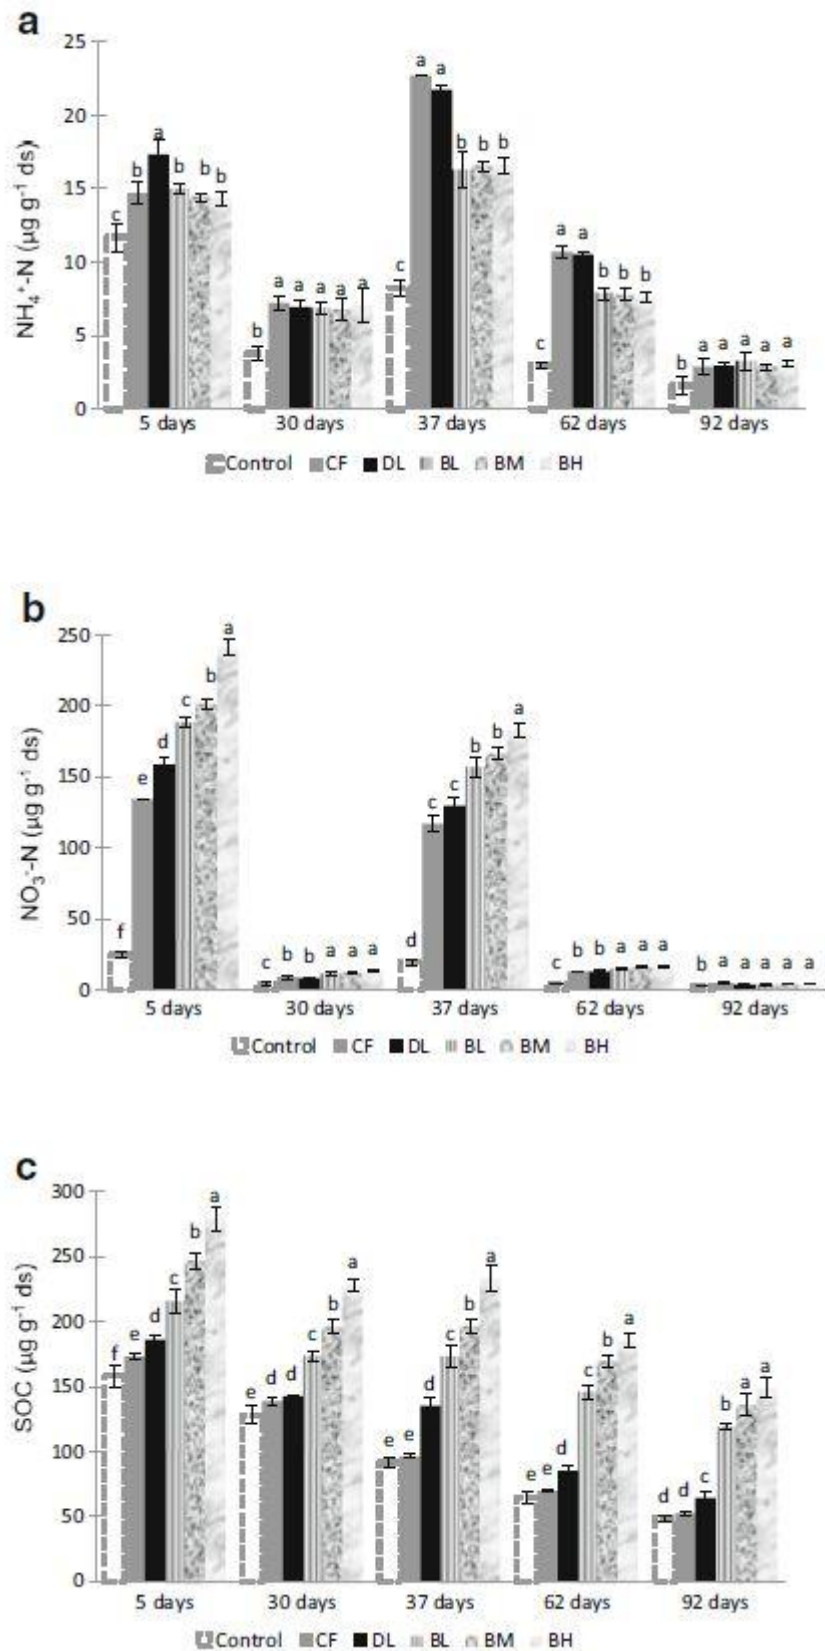 a
NH₄⁺-N (µg g⁻¹ ds)
25
20
15
10
5
0
c b a b b b
b a a a a a
c a a b b b
c a a b b b
b a a a a a
5 days 30 days 37 days 62 days 92 days
Control CF DL BL BM BH
b
NO₃⁻-N (µg g⁻¹ ds)
250
200
150
100
50
0
f e d c b a
c b b a a a
d c c b b a
c b b a a a
b a a a a a
5 days 30 days 37 days 62 days 92 days
Control CF DL BL BM BH
c
SOC (µg g⁻¹ ds)
300
250
200
150
100
50
0
f e d c b a
e d d c b a
e e d c b a
e e d c b a
d d c b a a
5 days 30 days 37 days 62 days 92 days
Control CF DL BL BM BH